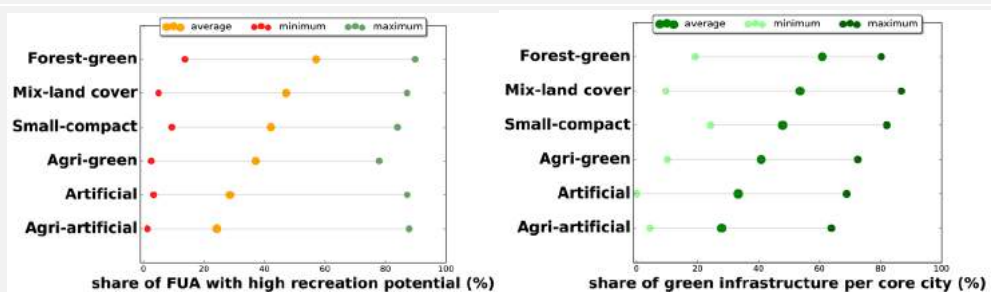 average minimum maximum
Forest-green
Mix-land cover
Small-compact
Agri-green
Artificial
Agri-artificial
0 20 40 60 80 100
share of FUA with high recreation potential (%)
average minimum maximum
Forest-green
Mix-land cover
Small-compact
Agri-green
Artificial
Agri-artificial
0 20 40 60 80 100
share of green infrastructure per core city (%)